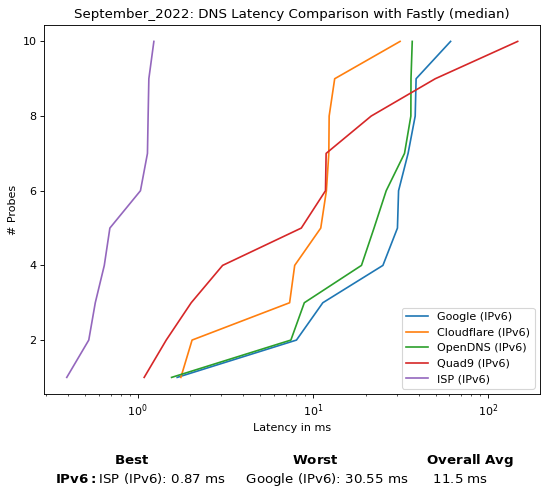 September_2022: DNS Latency Comparison with Fastly (median)
10
8
6
4
2
# Probes
10^0
10^1
10^2
Latency in ms
Google (IPv6)
Cloudflare (IPv6)
OpenDNS (IPv6)
Quad9 (IPv6)
ISP (IPv6)
Best Worst Overall Avg
IPv6: ISP (IPv6): 0.87 ms Google (IPv6): 30.55 ms 11.5 ms